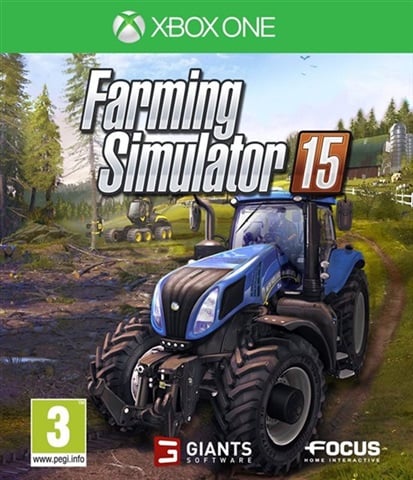 XBOX ONE
Farming
Simulator 15
3
www.pegi.info
GIANTS
SOFTWARE
FOCUS
HOME INTERACTIVE